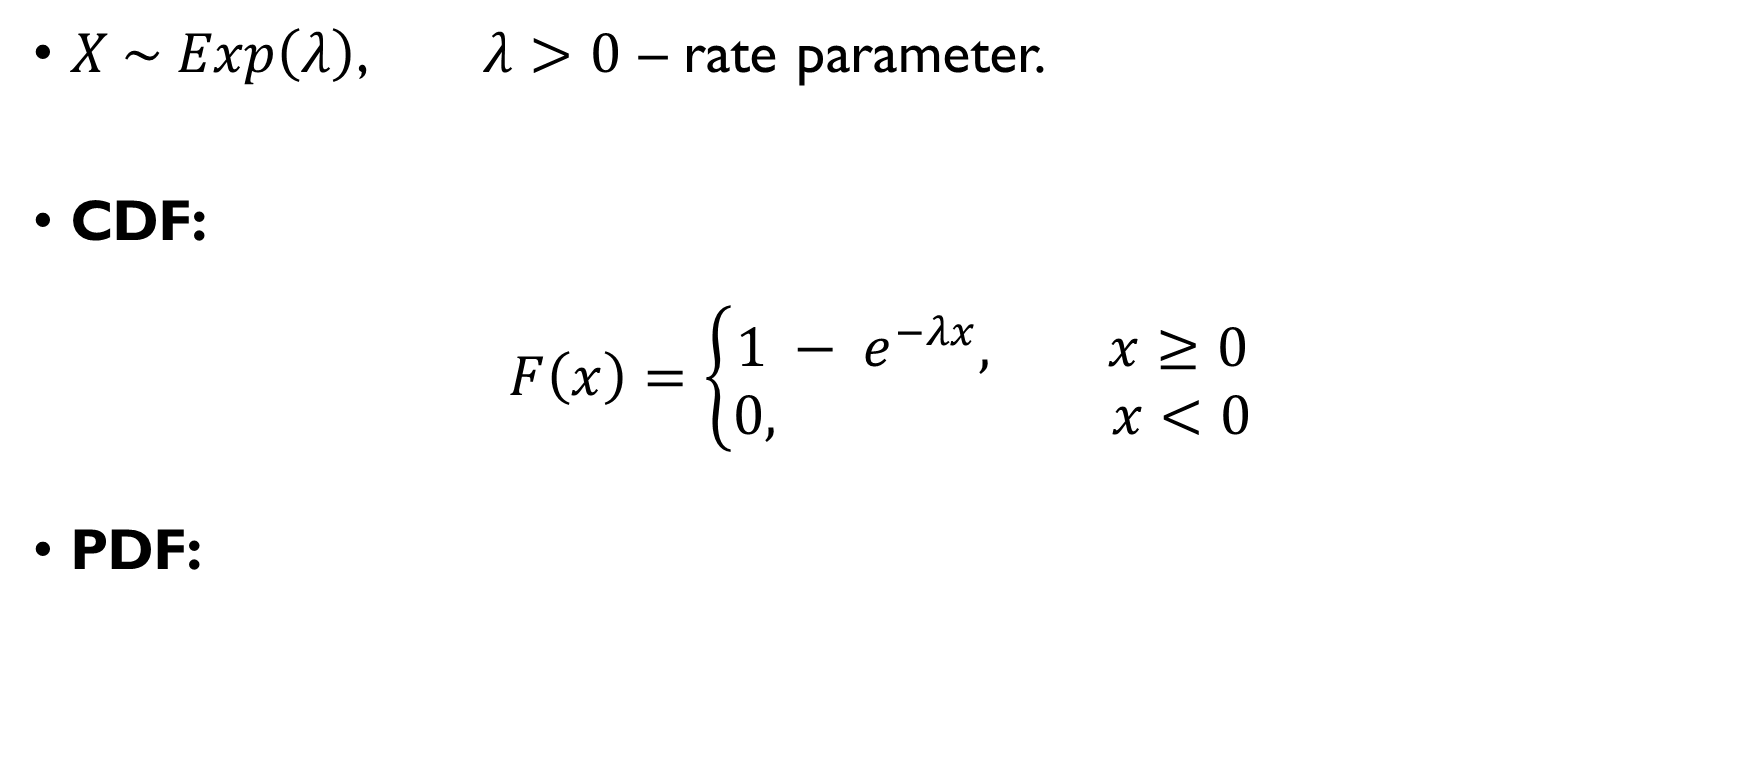 • X ~ Exp(λ), λ > 0 – rate parameter.
• CDF:
F(x) = {1 − e^{−λx}, x ≥ 0
0, x < 0
• PDF: